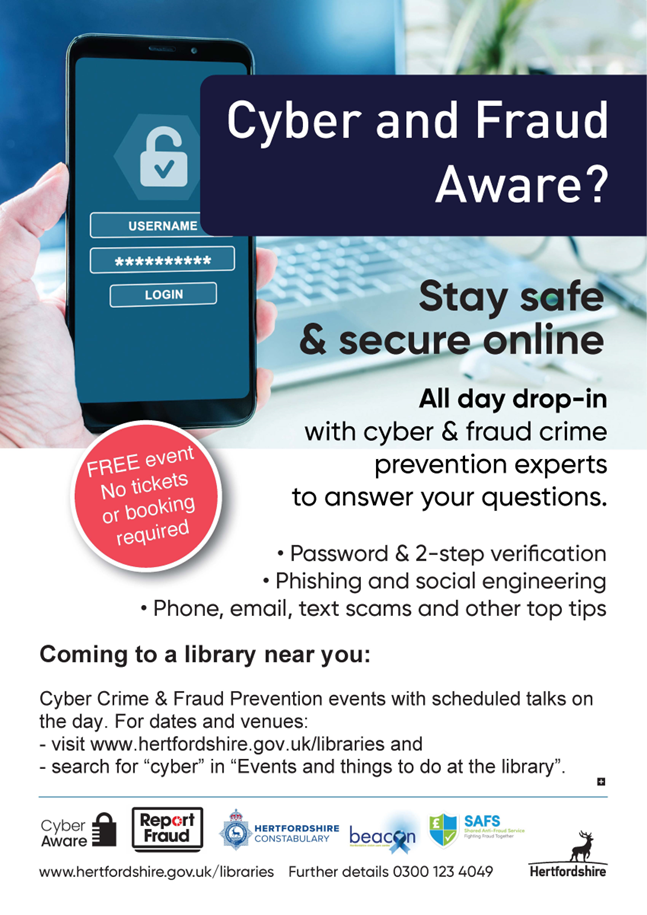 Cyber and Fraud
Aware?
USERNAME
**********
LOGIN
Stay safe
& secure online
All day drop-in
with cyber & fraud crime
prevention experts
to answer your questions.
FREE event
No tickets
or booking
required
• Password & 2-step verification
• Phishing and social engineering
• Phone, email, text scams and other top tips
Coming to a library near you:
Cyber Crime & Fraud Prevention events with scheduled talks on
the day. For dates and venues:
- visit www.hertfordshire.gov.uk/libraries and
- search for “cyber” in “Events and things to do at the library”.
Cyber
Aware
Report
Fraud
HERTFORDSHIRE
CONSTABULARY
beacon
SAFS
Shared Anti-Fraud Service
Fighting Fraud Together
www.hertfordshire.gov.uk/libraries Further details 0300 123 4049
Hertfordshire